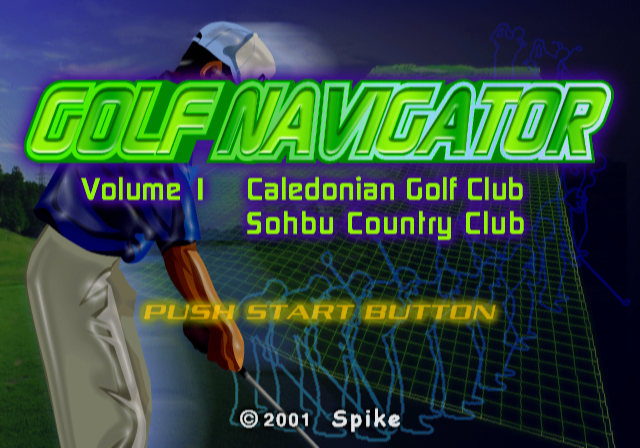 GOLF NAVIGATOR
Volume 1 Caledonian Golf Club
Sohbu Country Club
PUSH START BUTTON
© 2001 Spike